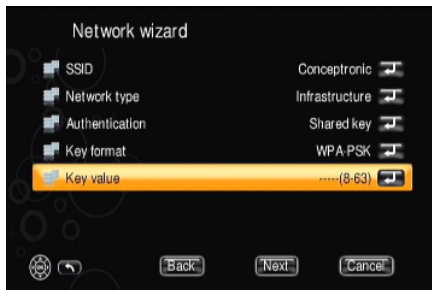 Network wizard
SSID Conceptronic
Network type Infrastructure
Authentication Shared key
Key format WPA-PSK
Key value -----(8-63)
OK Back Next Cancel